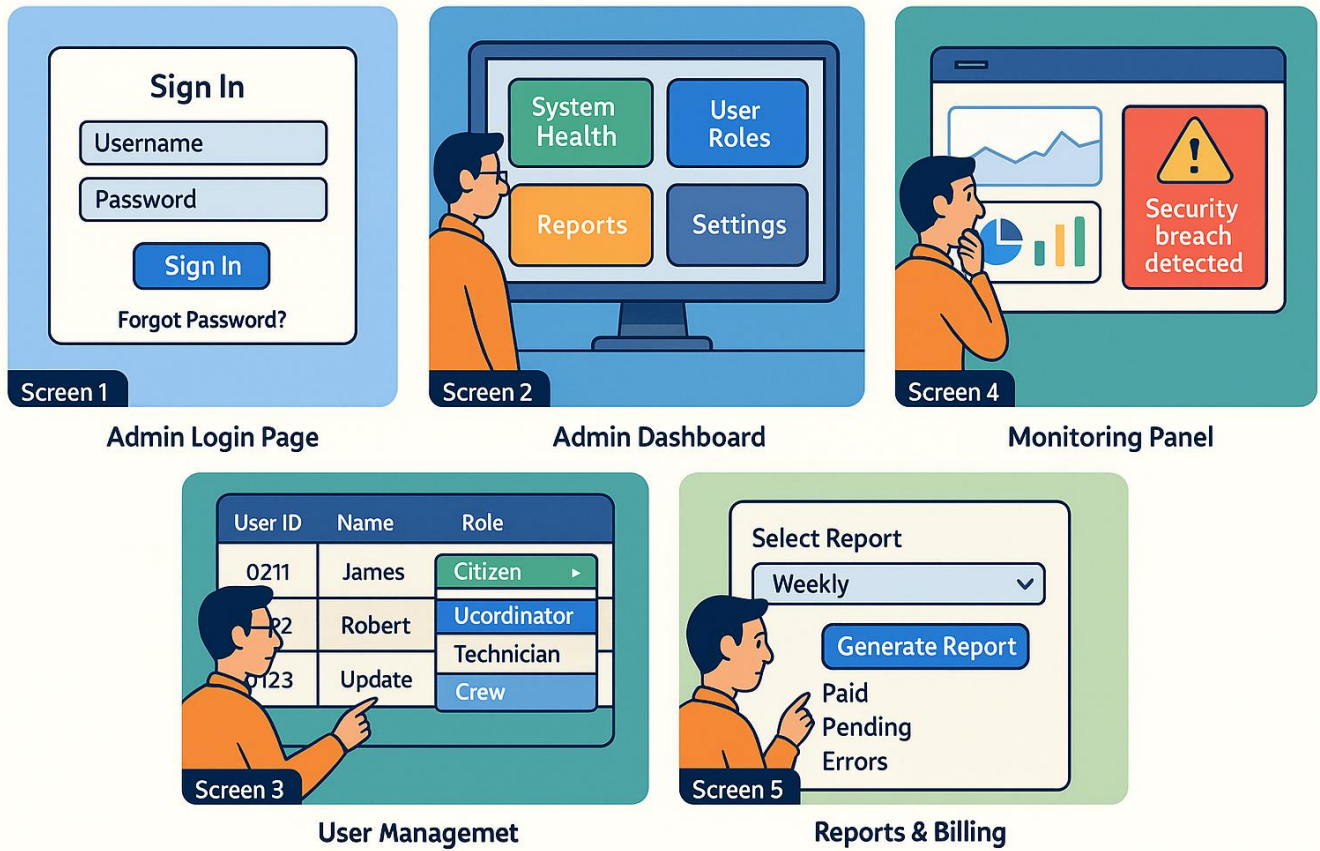 Sign In
Username
Password
Sign In
Forgot Password?
Screen 1
Admin Login Page
System
Health
User
Roles
Reports
Settings
Screen 2
Admin Dashboard
Security
breach
detected
Screen 4
Monitoring Panel
User ID Name Role
0211 James Citizen
Robert Ucordinator
Technician
Update Crew
Screen 3
User Managemet
Select Report
Weekly
Generate Report
Paid
Pending
Errors
Screen 5
Reports & Billing